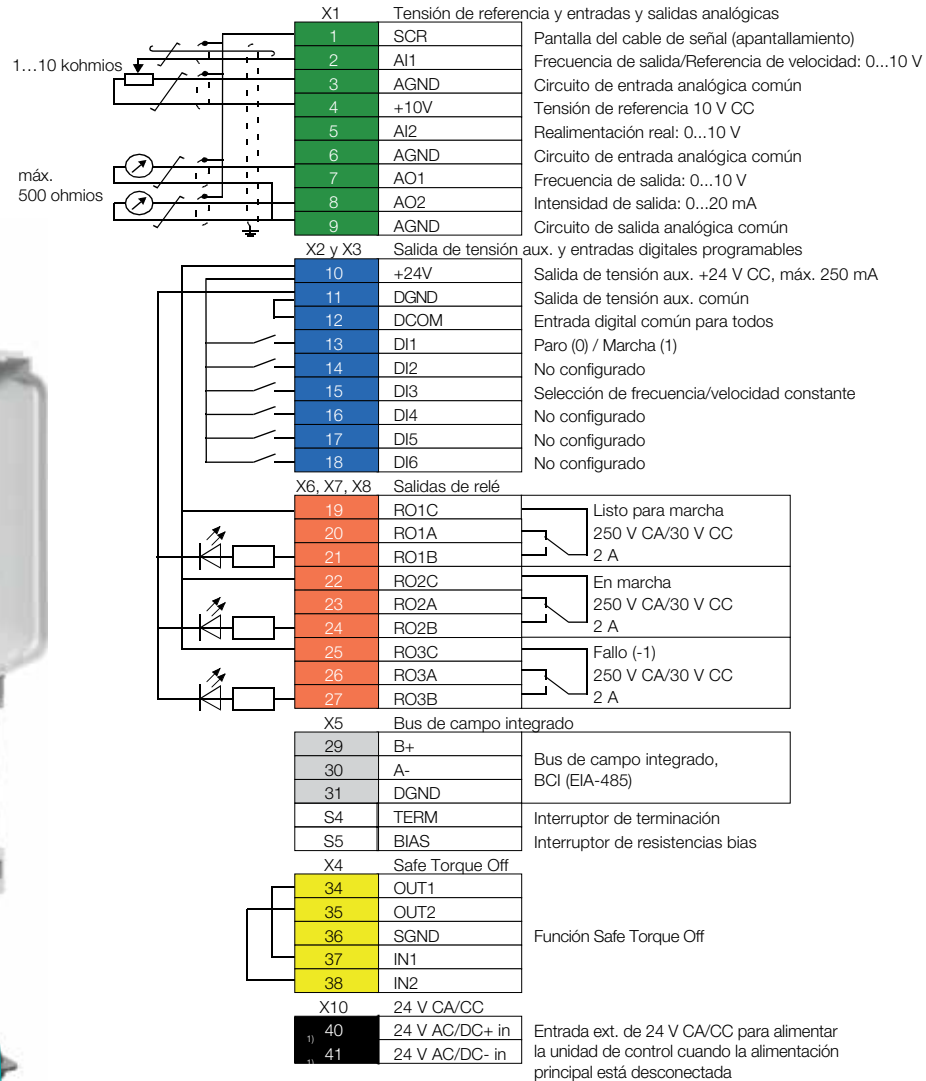 X1 Tensión de referencia y entradas y salidas analógicas
1 SCR Pantalla del cable de señal (apantallamiento)
1...10 kohmios 2 AI1 Frecuencia de salida/Referencia de velocidad: 0...10 V
3 AGND Circuito de entrada analógica común
4 +10V Tensión de referencia 10 V CC
5 AI2 Realimentación real: 0...10 V
6 AGND Circuito de entrada analógica común
máx.
500 ohmios
7 AO1 Frecuencia de salida: 0...10 V
8 AO2 Intensidad de salida: 0...20 mA
9 AGND Circuito de salida analógica común
X2 y X3 Salida de tensión aux. y entradas digitales programables
10 +24V Salida de tensión aux. +24 V CC, máx. 250 mA
11 DGND Salida de tensión aux. común
12 DCOM Entrada digital común para todos
13 DI1 Paro (0) / Marcha (1)
14 DI2 No configurado
15 DI3 Selección de frecuencia/velocidad constante
16 DI4 No configurado
17 DI5 No configurado
18 DI6 No configurado
X6, X7, X8 Salidas de relé
19 RO1C Listo para marcha
20 RO1A 250 V CA/30 V CC
21 RO1B 2 A
22 RO2C En marcha
23 RO2A 250 V CA/30 V CC
24 RO2B 2 A
25 RO3C Fallo (-1)
26 RO3A 250 V CA/30 V CC
27 RO3B 2 A
X5 Bus de campo integrado
29 B+
30 A-
31 DGND
Bus de campo integrado,
BCI (EIA-485)
S4 TERM Interruptor de terminación
S5 BIAS Interruptor de resistencias bias
X4 Safe Torque Off
34 OUT1
35 OUT2
36 SGND Función Safe Torque Off
37 IN1
38 IN2
X10 24 V CA/CC
1) 40 24 V AC/DC+ in Entrada ext. de 24 V CA/CC para alimentar
1) 41 24 V AC/DC- in la unidad de control cuando la alimentación
principal está desconectada